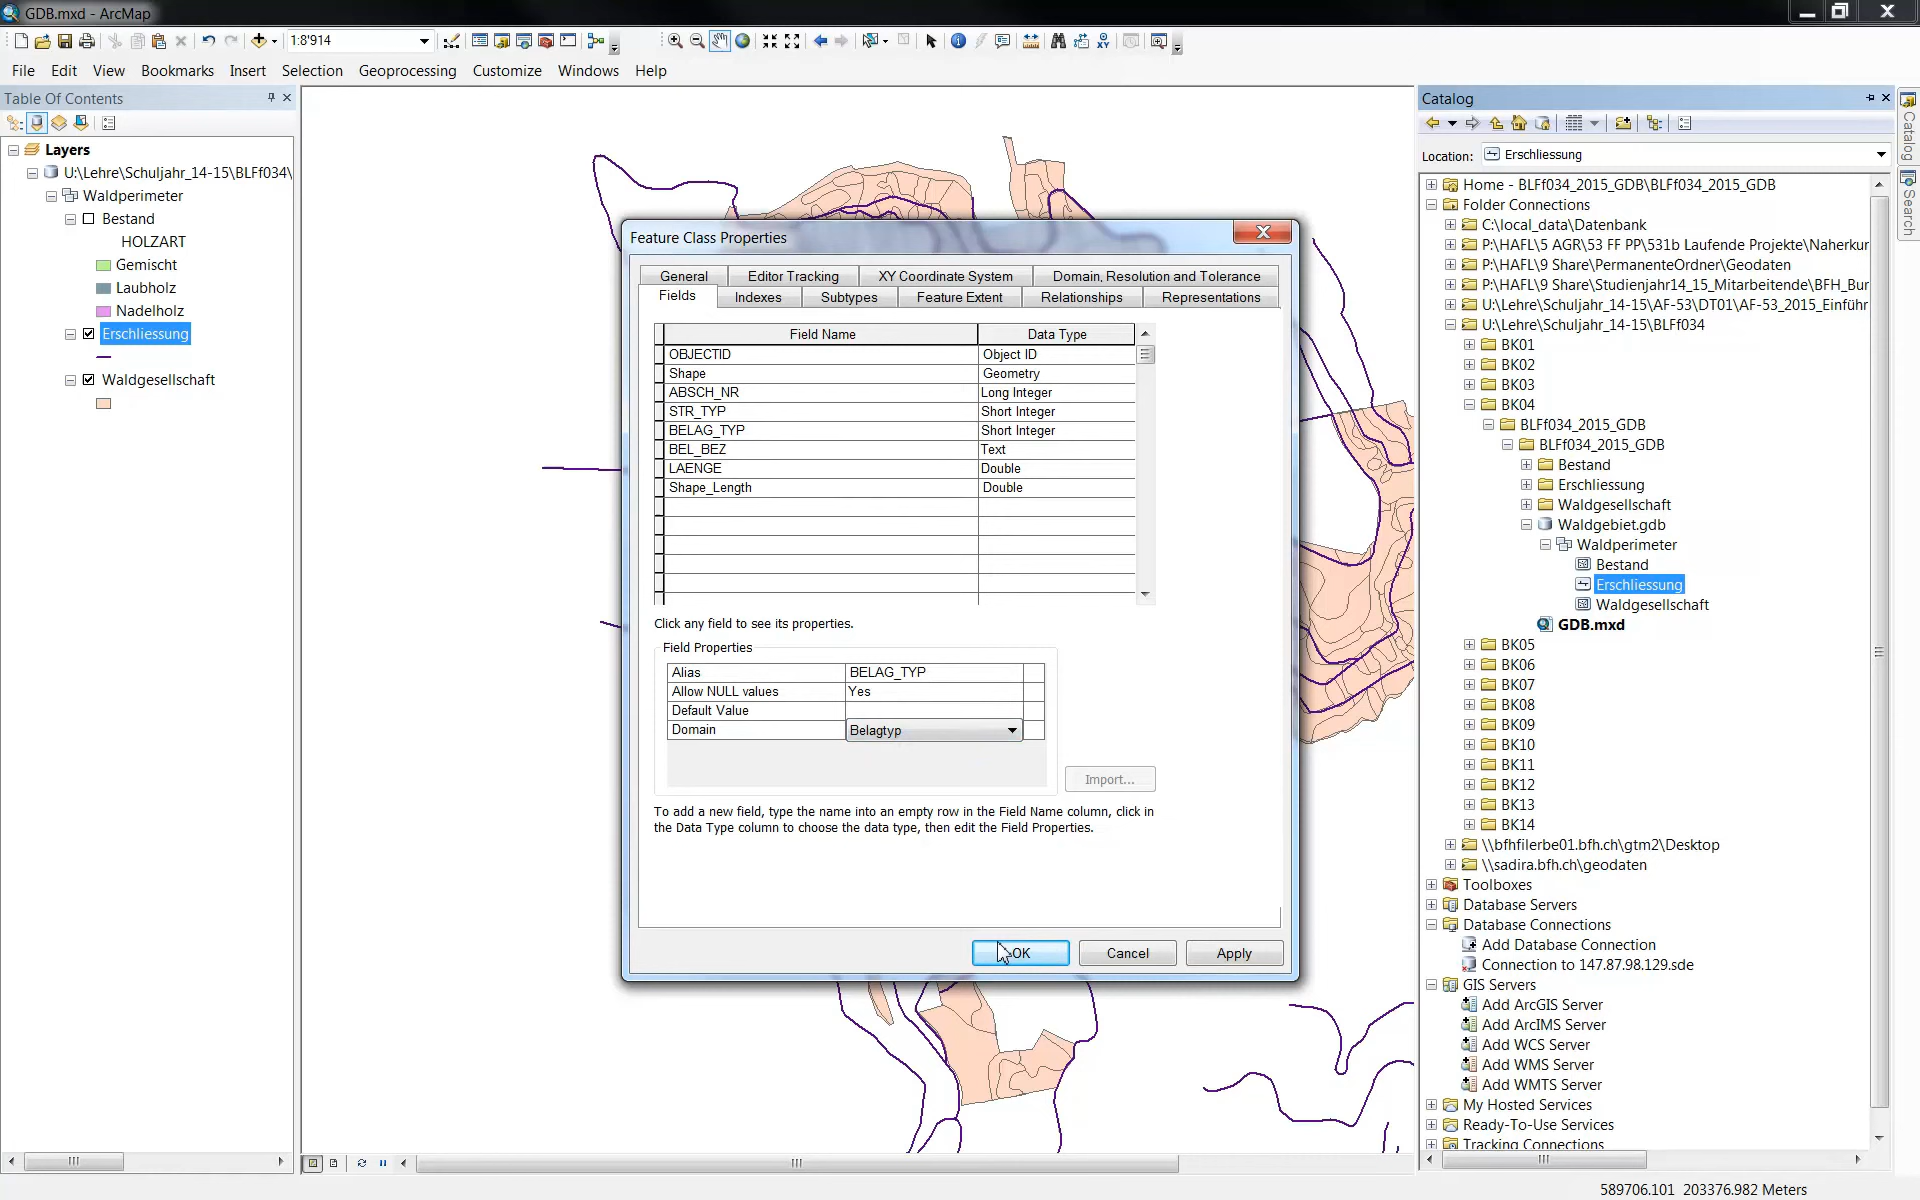 GDB.mxd - ArcMap
1:8'914
File Edit View Bookmarks Insert Selection Geoprocessing Customize Windows Help
Table Of Contents
Layers
U:\Lehre\Schuljahr_14-15\BLFf034\
Waldperimeter
Bestand
HOLZART
Gemischt
Laubholz
Nadelholz
Erschliessung
Waldgesellschaft
Feature Class Properties
General Editor Tracking XY Coordinate System Domain, Resolution and Tolerance
Fields Indexes Subtypes Feature Extent Relationships Representations
Field Name Data Type
OBJECTID Object ID
Shape Geometry
ABSCH_NR Long Integer
STR_TYP Short Integer
BELAG_TYP Short Integer
BEL_BEZ Text
LAENGE Double
Shape_Length Double
Click any field to see its properties.
Field Properties
Alias BELAG_TYP
Allow NULL values Yes
Default Value
Domain Belagtyp
Import...
To add a new field, type the name into an empty row in the Field Name column, click in
the Data Type column to choose the data type, then edit the Field Properties.
OK Cancel Apply
Catalog
Location: Erschliessung
Home - BLFf034_2015_GDB\BLFf034_2015_GDB
Folder Connections
C:\local_data\Datenbank
P:\HAFL\5 AGR\53 FF PP\531b Laufende Projekte\Naherkur
P:\HAFL\9 Share\PermanenteOrdner\Geodaten
P:\HAFL\9 Share\Studienjahr14_15_Mitarbeitende\BFH_Bur
U:\Lehre\Schuljahr_14-15\AF-53\DT01\AF-53_2015_Einführ
U:\Lehre\Schuljahr_14-15\BLFf034
BK01
BK02
BK03
BK04
BLFf034_2015_GDB
BLFf034_2015_GDB
Bestand
Erschliessung
Waldgesellschaft
Waldgebiet.gdb
Waldperimeter
Bestand
Erschliessung
Waldgesellschaft
GDB.mxd
BK05
BK06
BK07
BK08
BK09
BK10
BK11
BK12
BK13
BK14
\\bfhfilerbe01.bfh.ch\gtm2\Desktop
\\sadira.bfh.ch\geodaten
Toolboxes
Database Servers
Database Connections
Add Database Connection
Connection to 147.87.98.129.sde
GIS Servers
Add ArcGIS Server
Add ArcIMS Server
Add WCS Server
Add WMS Server
Add WMTS Server
My Hosted Services
Ready-To-Use Services
Tracking Connections
Catalog
Search
589706.101 203376.982 Meters